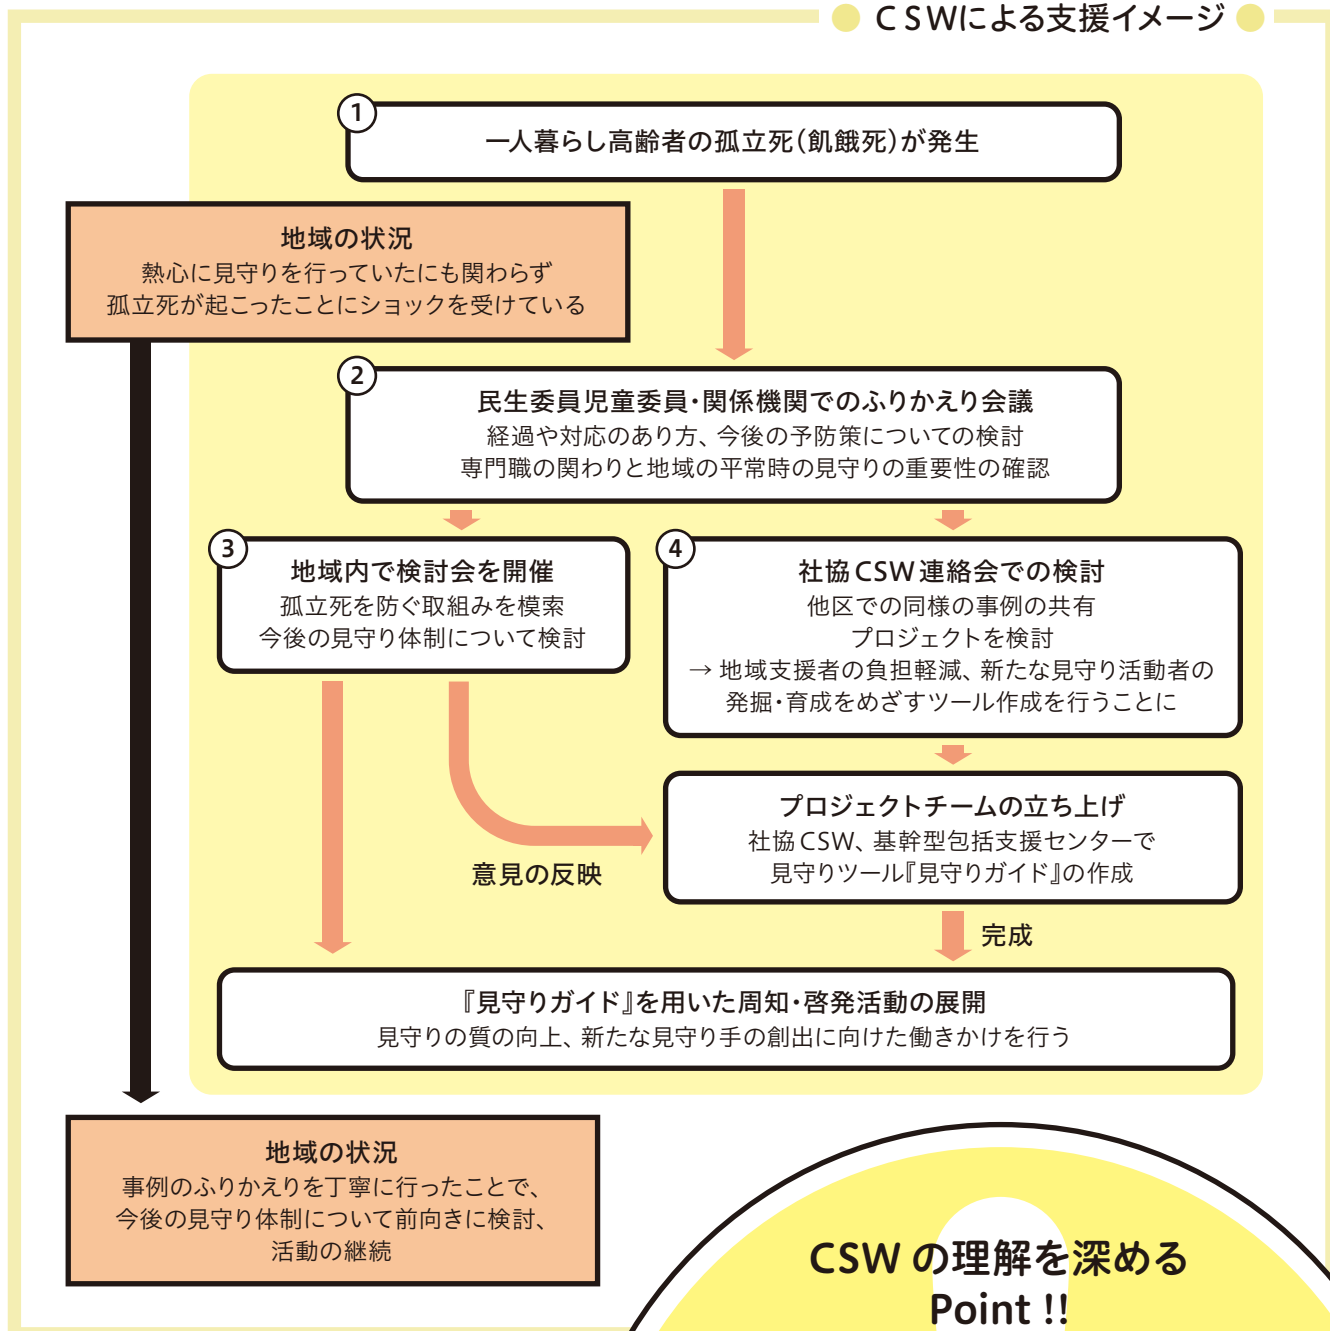 CSWによる支援イメージ
1
一人暮らし高齢者の孤立死(飢餓死)が発生
地域の状況
熱心に見守りを行っていたにも関わらず
孤立死が起こったことにショックを受けている
2
民生委員児童委員・関係機関でのふりかえり会議
経過や対応のあり方、今後の予防策についての検討
専門職の関わりと地域の平常時の見守りの重要性の確認
3
地域内で検討会を開催
孤立死を防ぐ取組みを模索
今後の見守り体制について検討
4
社協CSW連絡会での検討
他区での同様の事例の共有
プロジェクトを検討
→ 地域支援者の負担軽減、新たな見守り活動者の
発掘・育成をめざすツール作成を行うことに
プロジェクトチームの立ち上げ
社協CSW、基幹型包括支援センターで
見守りツール『見守りガイド』の作成
意見の反映
完成
『見守りガイド』を用いた周知・啓発活動の展開
見守りの質の向上、新たな見守り手の創出に向けた働きかけを行う
地域の状況
事例のふりかえりを丁寧に行ったことで、
今後の見守り体制について前向きに検討、
活動の継続
CSW の理解を深める
Point !!